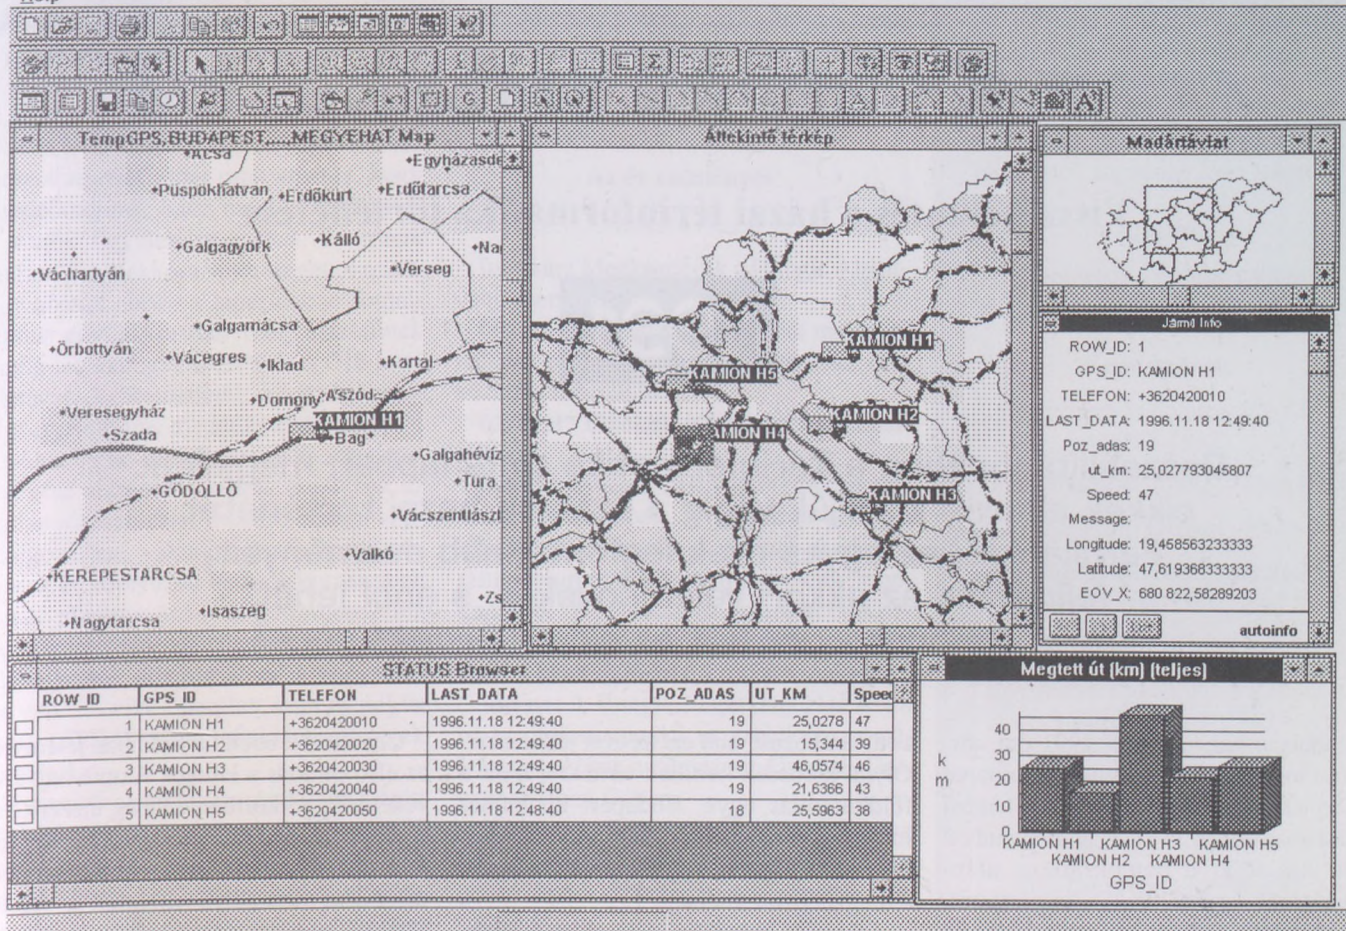 Help
TempGPS,BUDAPEST,...,MEGYEHAT Map
Acsa
Egyházasde
Püspökhatvan
Erdőkürt
Erdőtarcsa
Galgagyörk
Kálló
Na
Verseg
Váchartyán
Galgamácsa
Őrbottyán
Vácegres
Iklad
Kartal
Domony
Aszód
Veresegyház
KAMION H1
Szada
Bag
Galgahévíz
GÖDÖLLŐ
Tura
Vácszentlászl
Valkó
KEREPESTARCSA
Isaszeg
Zs
Nagytarcsa
Áttekintő térkép
KAMION H1
KAMION H5
KAMION H2
AMION H4
KAMION H3
Madártávlat
Jármű Info
ROW_ID: 1
GPS_ID: KAMION H1
TELEFON: +3620420010
LAST_DATA: 1996.11.18 12:49:40
Poz_adas: 19
ut_km: 25,027793045807
Speed: 47
Message:
Longitude: 19,458563233333
Latitude: 47,619368333333
EOV_X: 680 822,58289203
autoinfo
STATUS Browser
ROW_ID GPS_ID TELEFON LAST_DATA POZ_ADAS UT_KM Speed
1 KAMION H1 +3620420010 1996.11.18 12:49:40 19 25,0278 47
2 KAMION H2 +3620420020 1996.11.18 12:49:40 19 15,344 39
3 KAMION H3 +3620420030 1996.11.18 12:49:40 19 46,0574 46
4 KAMION H4 +3620420040 1996.11.18 12:49:40 19 21,6366 43
5 KAMION H5 +3620420050 1996.11.18 12:48:40 18 25,5963 38
Megtett út (km) (teljes)
40
30
20
10
0
k
m
KAMION H1 KAMION H3 KAMION H5
KAMION H2 KAMION H4
GPS_ID